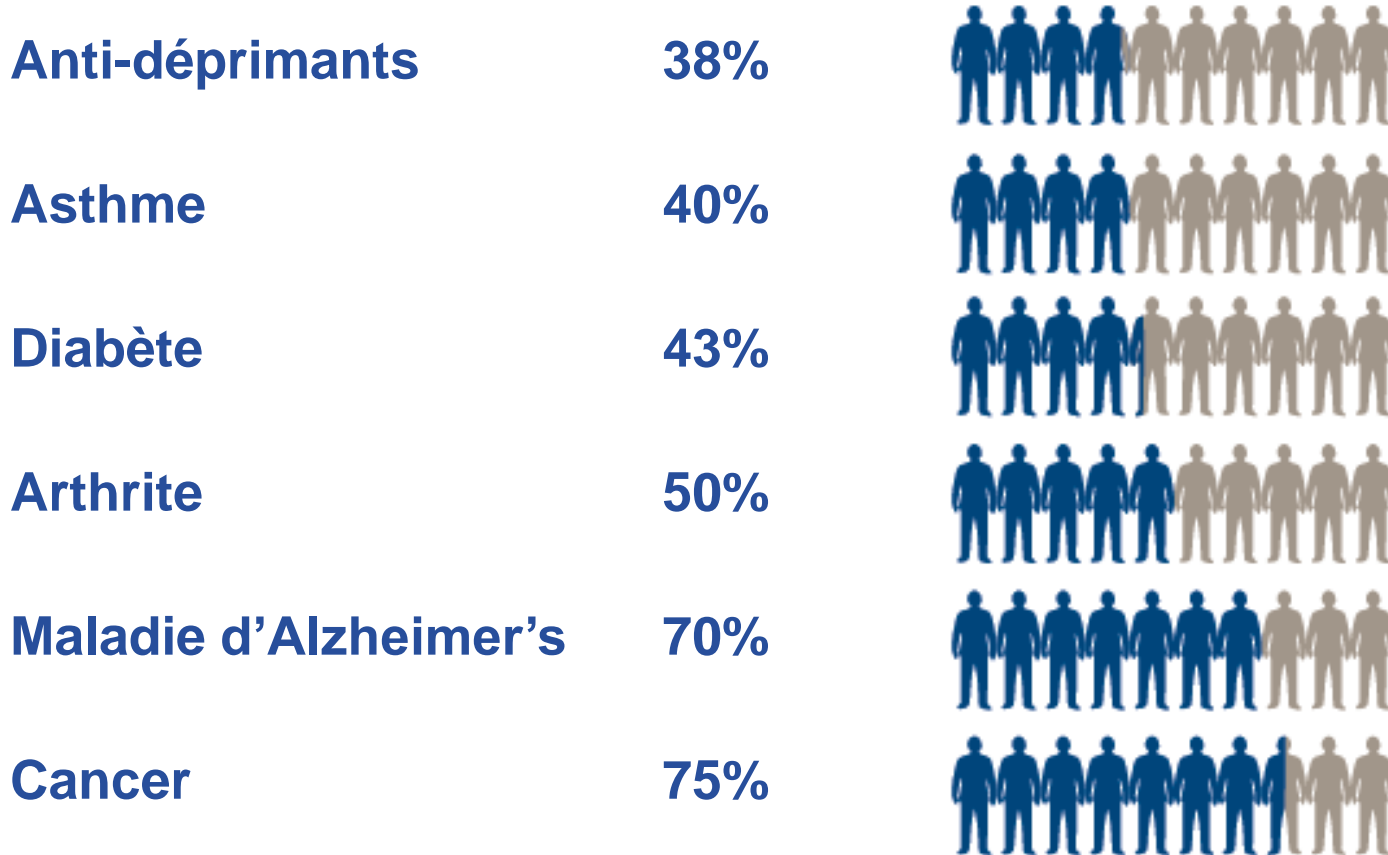 Anti-déprimants 38%
Asthme 40%
Diabète 43%
Arthrite 50%
Maladie d’Alzheimer’s 70%
Cancer 75%